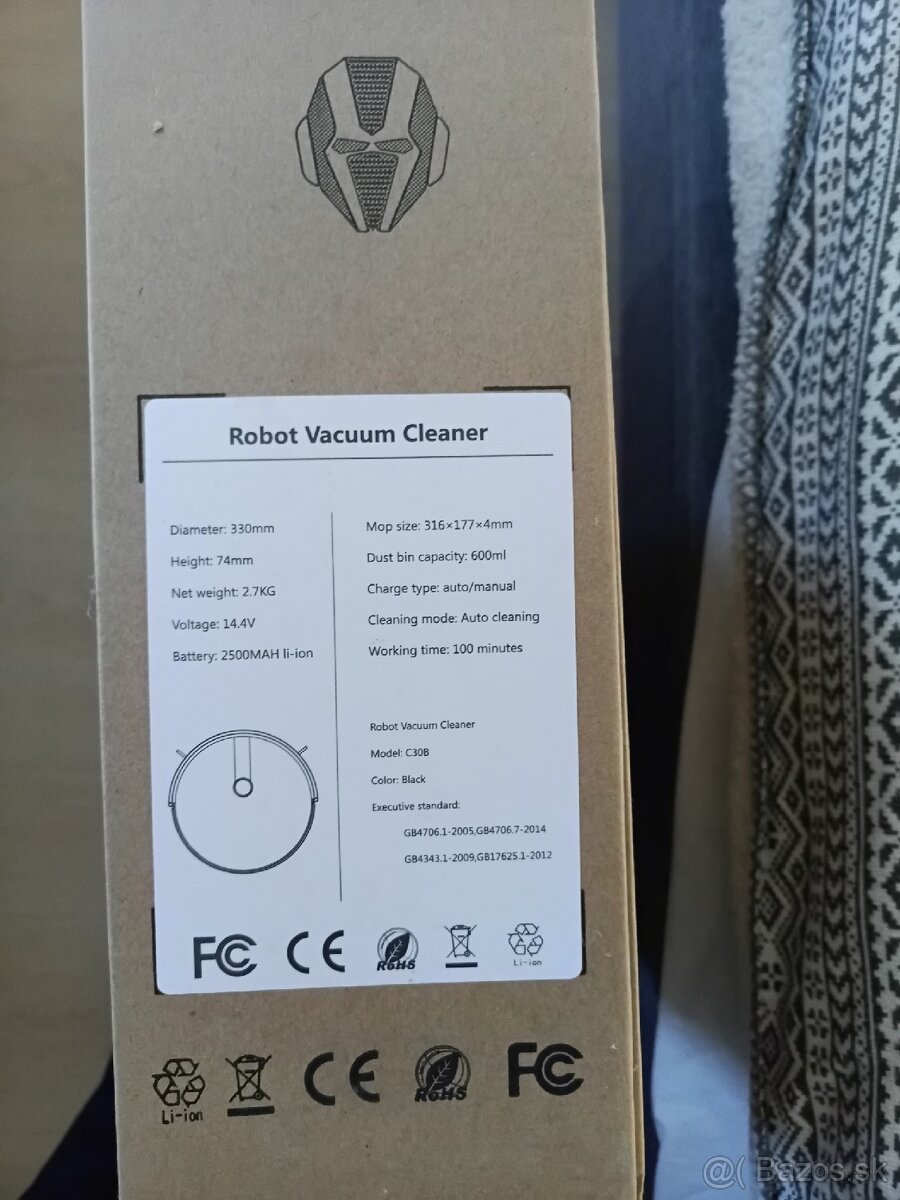 Robot Vacuum Cleaner
Diameter: 330mm
Height: 74mm
Net weight: 2.7KG
Voltage: 14.4V
Battery: 2500MAH li-ion
Mop size: 316×177×4mm
Dust bin capacity: 600ml
Charge type: auto/manual
Cleaning mode: Auto cleaning
Working time: 100 minutes
Robot Vacuum Cleaner
Model: C30B
Color: Black
Executive standard:
GB4706.1-2005,GB4706.7-2014
GB4343.1-2009,GB17625.1-2012
FC CE RoHS Li-ion
Li-ion CE RoHS FC
@( Bazos.sk